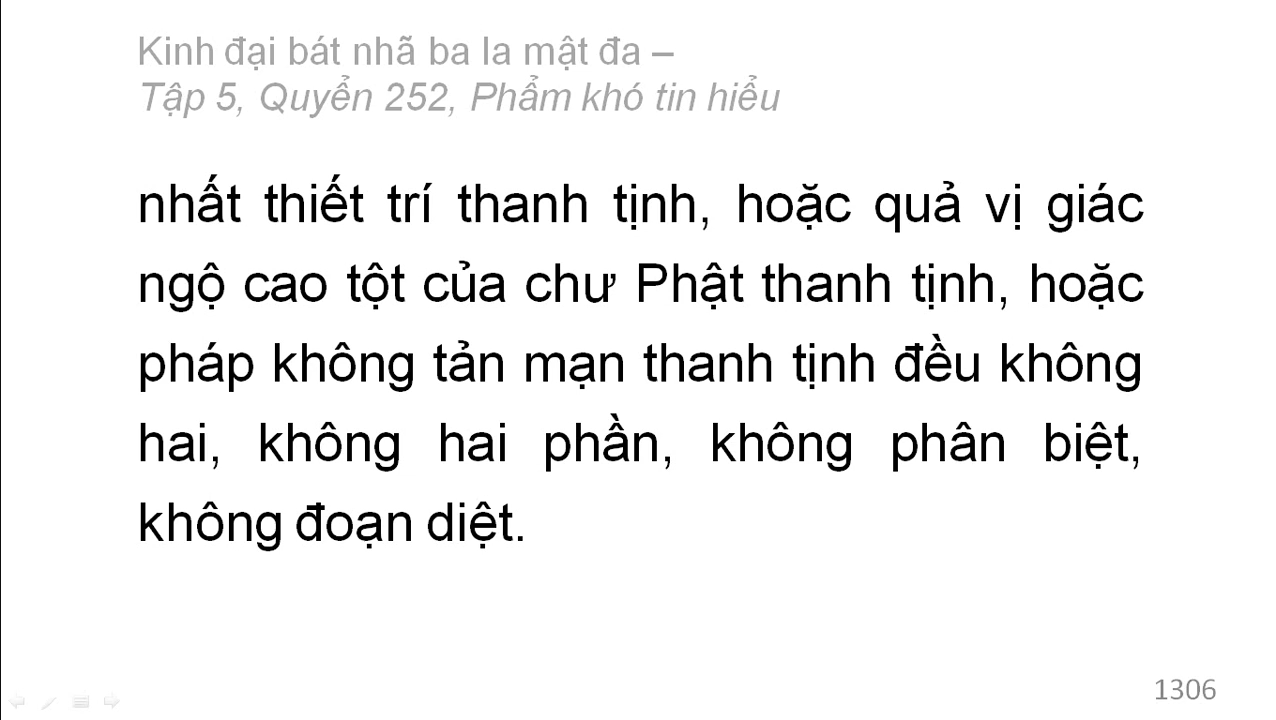 Kinh đại bát nhã ba la mật đa –
Tập 5, Quyển 252, Phẩm khó tin hiểu
nhất thiết trí thanh tịnh, hoặc quả vị giác
ngộ cao tột của chư Phật thanh tịnh, hoặc
pháp không tản mạn thanh tịnh đều không
hai, không hai phần, không phân biệt,
không đoạn diệt.
1306